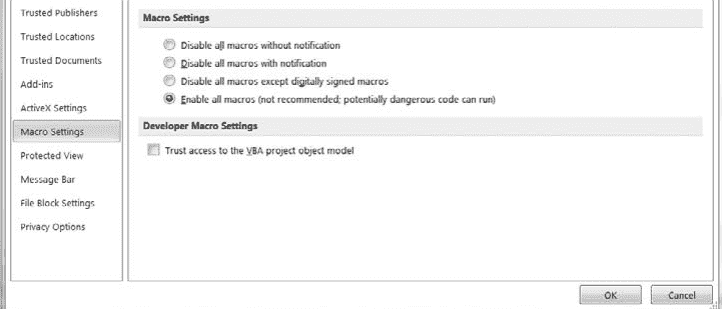 Trusted Publishers
Trusted Locations
Trusted Documents
Add-ins
ActiveX Settings
Macro Settings
Protected View
Message Bar
File Block Settings
Privacy Options
Macro Settings
Disable all macros without notification
Disable all macros with notification
Disable all macros except digitally signed macros
Enable all macros (not recommended; potentially dangerous code can run)
Developer Macro Settings
Trust access to the VBA project object model
OK
Cancel